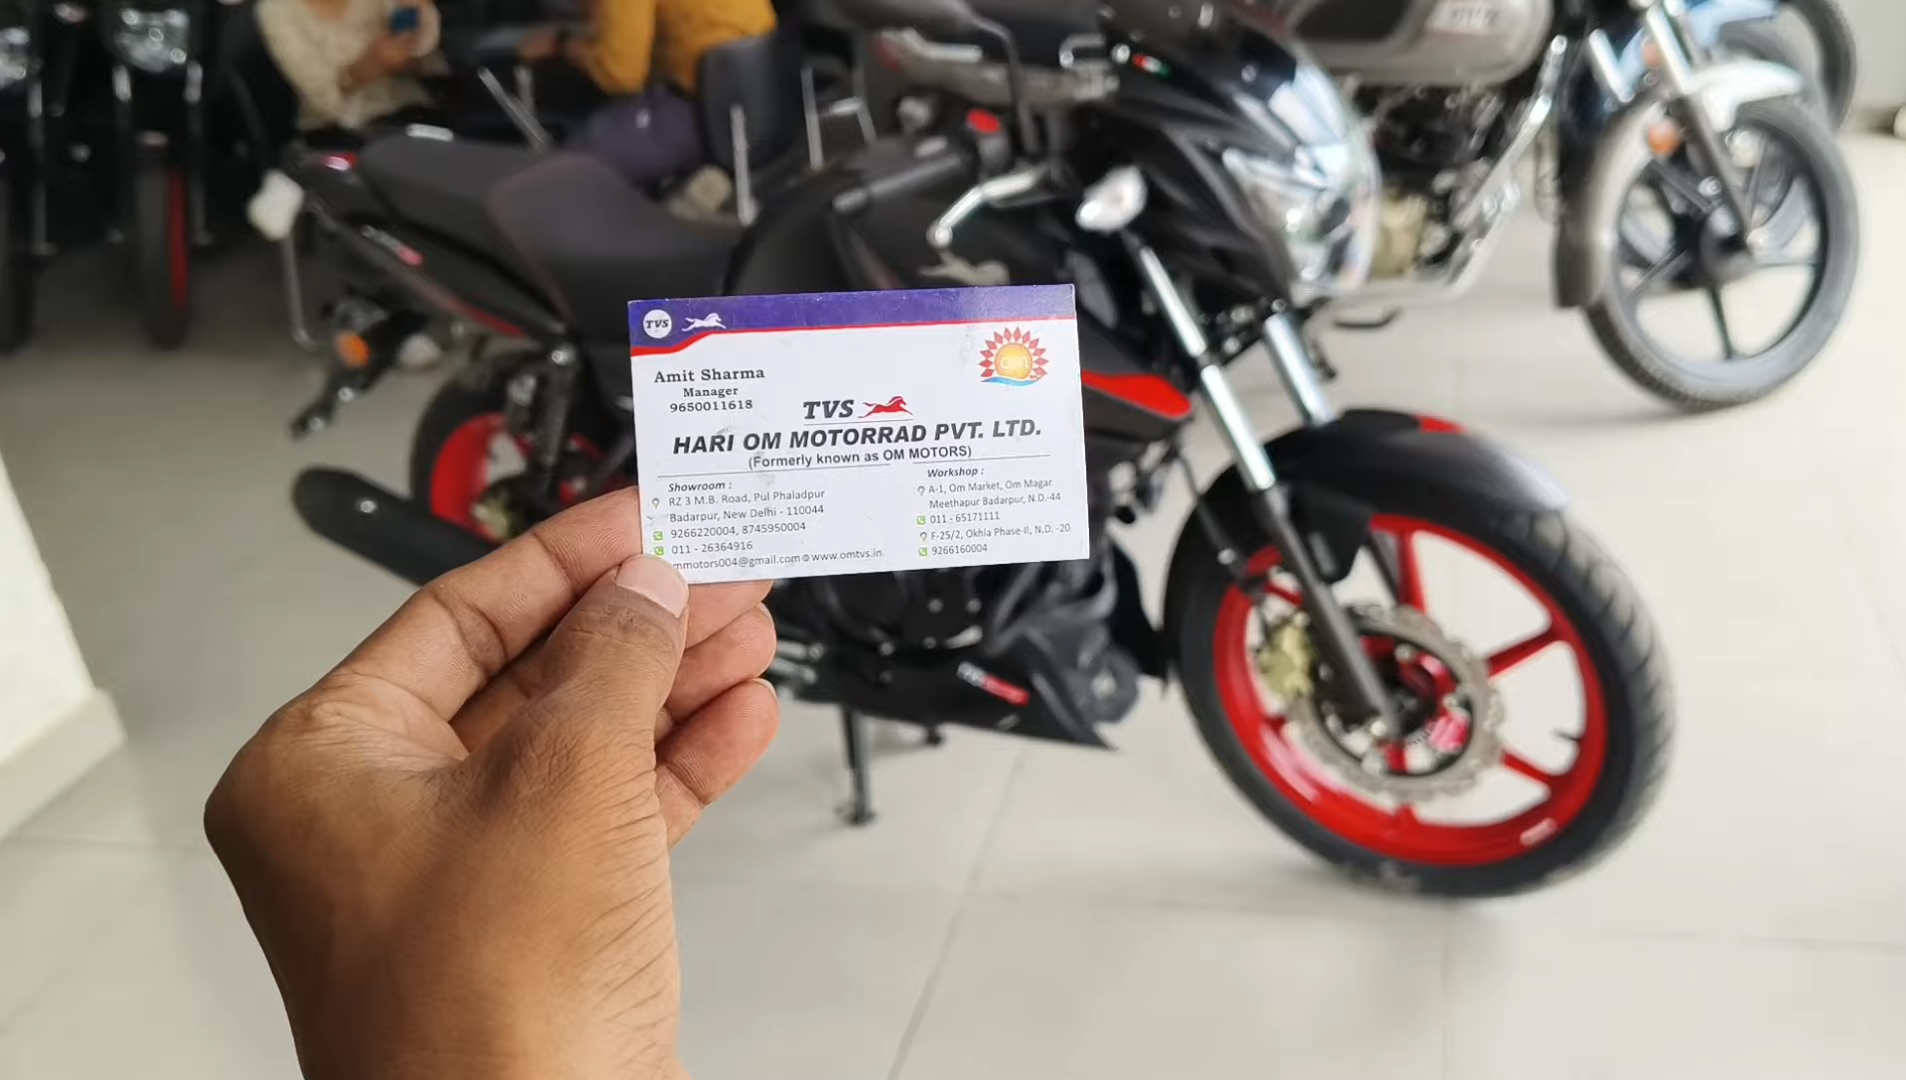 TVS
Amit Sharma
Manager
9650011618
TVS
HARI OM MOTORRAD PVT. LTD.
(Formerly known as OM MOTORS)
Showroom :
RZ 3 M.B. Road, Pul Phaladpur
Badarpur, New Delhi - 110044
9266220004, 8745950004
011 - 26364916
mmotors004@gmail.com www.omtvs.in
Workshop :
A-1, Om Market, Om Magar
Meethapur Badarpur, N.D.-44
011 - 65171111
F-25/2, Okhla Phase-II, N.D. -20
9266160004